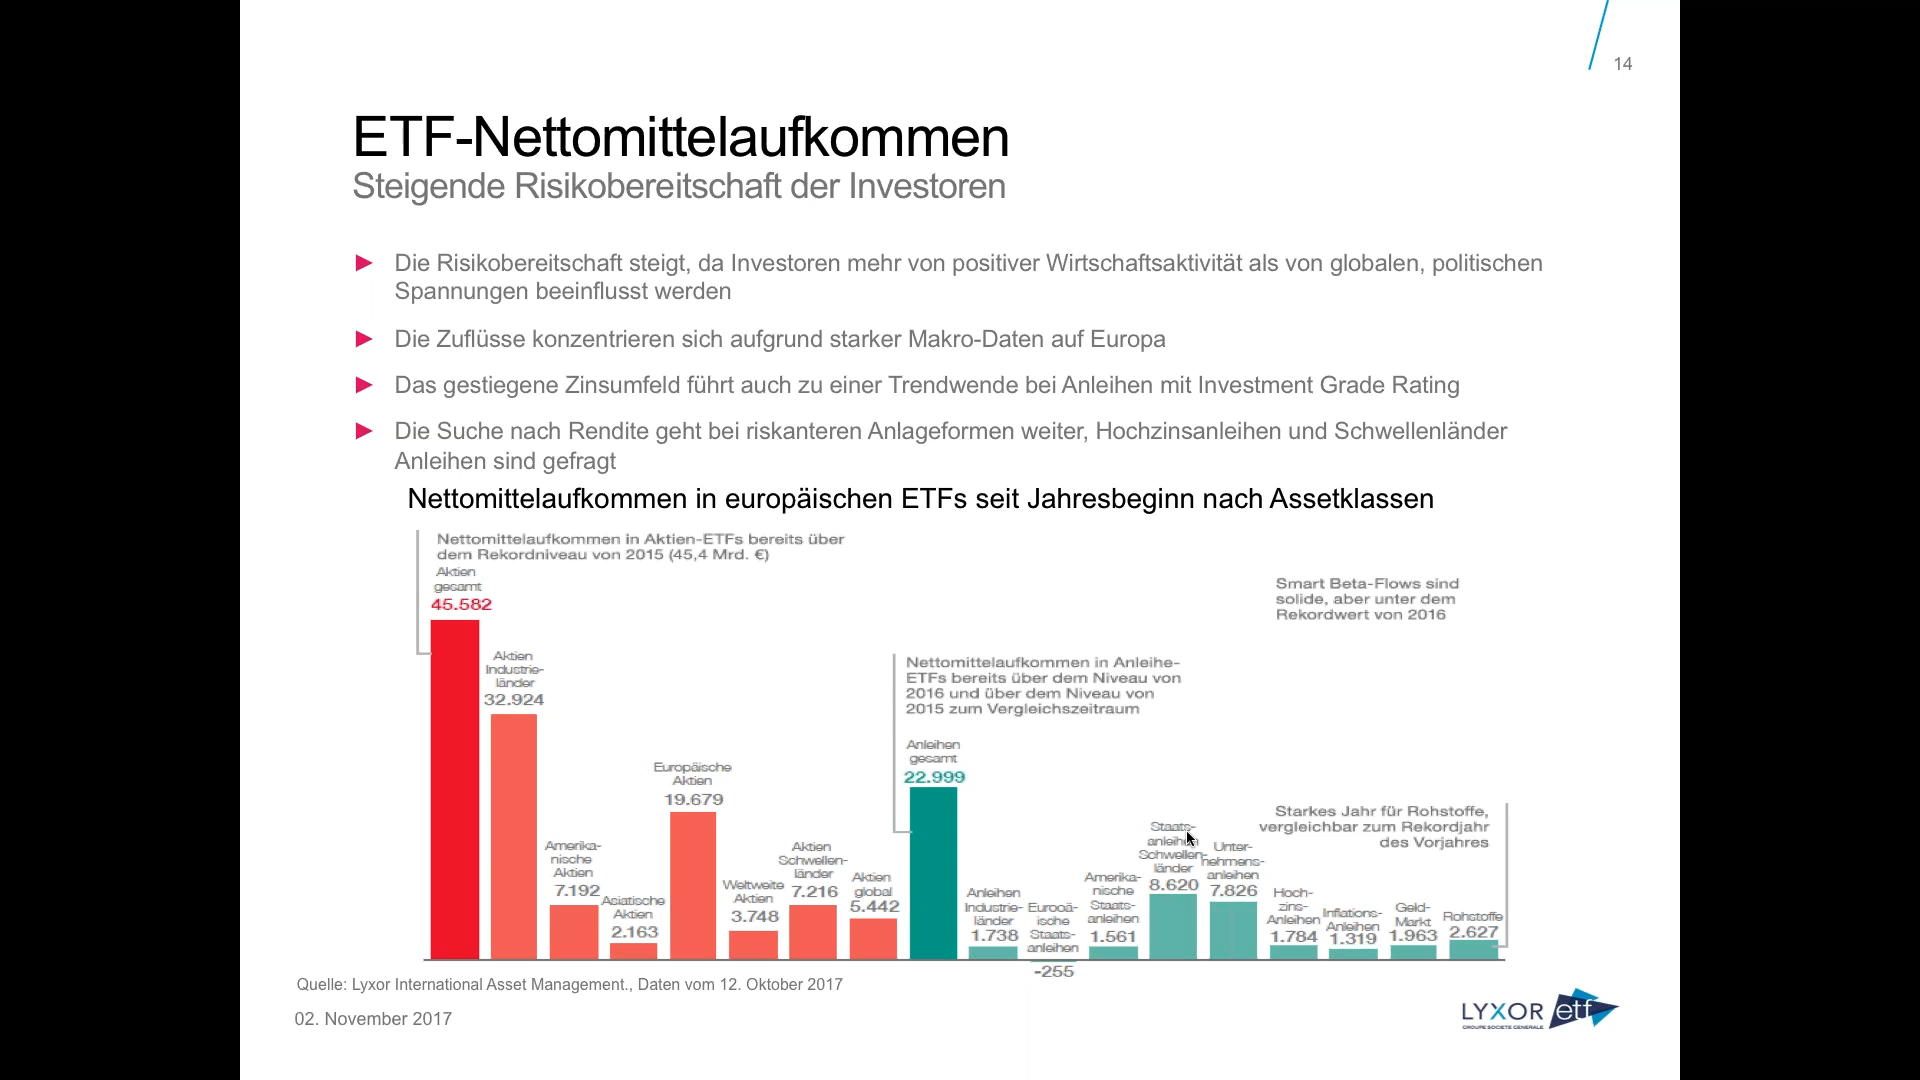 14
ETF-Nettomittelaufkommen
Steigende Risikobereitschaft der Investoren
Die Risikobereitschaft steigt, da Investoren mehr von positiver Wirtschaftsaktivität als von globalen, politischen
Spannungen beeinflusst werden
Die Zuflüsse konzentrieren sich aufgrund starker Makro-Daten auf Europa
Das gestiegene Zinsumfeld führt auch zu einer Trendwende bei Anleihen mit Investment Grade Rating
Die Suche nach Rendite geht bei riskanteren Anlageformen weiter, Hochzinsanleihen und Schwellenländer
Anleihen sind gefragt
Nettomittelaufkommen in europäischen ETFs seit Jahresbeginn nach Assetklassen
Nettomittelaufkommen in Aktien-ETFs bereits über
dem Rekordniveau von 2015 (45,4 Mrd. €)
Aktien
gesamt
45.582
Aktien
Industrie-
länder
32.924
Amerika-
nische
Aktien
7.192
Asiatische
Aktien
2.163
Europäische
Aktien
19.679
Weltweite
Aktien
3.748
Aktien
Schwellen-
länder
7.216
Aktien
global
5.442
Nettomittelaufkommen in Anleihe-
ETFs bereits über dem Niveau von
2016 und über dem Niveau von
2015 zum Vergleichszeitraum
Anleihen
gesamt
22.999
Anleihen
Industrie-
länder
1.738
Europä-
ische
Staats-
anleihen
-255
Amerika-
nische
Staats-
anleihen
1.561
Staats-
anleihen
Schwellen-
länder
8.620
Unter-
nehmens-
anleihen
7.826
Hoch-
zins-
Anleihen
1.784
Inflations-
Anleihen
1.319
Geld-
Markt
1.963
Rohstoffe
2.627
Smart Beta-Flows sind
solide, aber unter dem
Rekordwert von 2016
Starkes Jahr für Rohstoffe,
vergleichbar zum Rekordjahr
des Vorjahres
Quelle: Lyxor International Asset Management., Daten vom 12. Oktober 2017
02. November 2017
LYXOR etf
GROUPE SOCIETE GENERALE